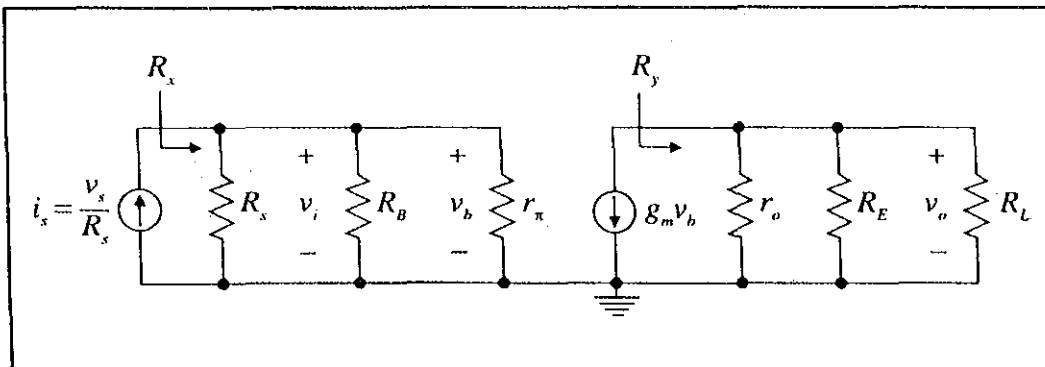 R_x
R_y
i_s = v_s / R_s
R_s
+
v_i
−
R_B
+
v_b
−
r_π
g_m v_b
r_o
R_E
+
v_o
−
R_L